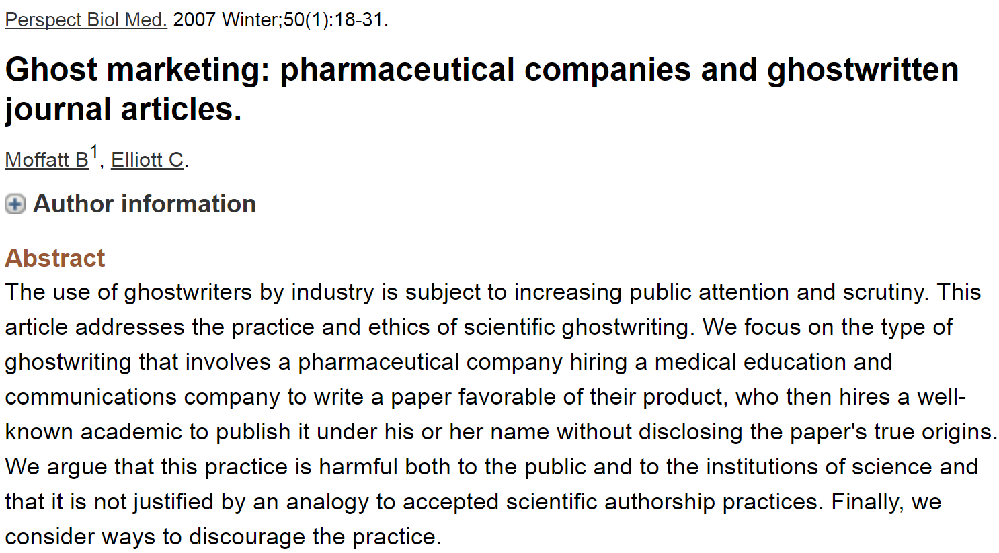 Perspect Biol Med. 2007 Winter;50(1):18-31.
Ghost marketing: pharmaceutical companies and ghostwritten
journal articles.
Moffatt B1, Elliott C.
Author information
Abstract
The use of ghostwriters by industry is subject to increasing public attention and scrutiny. This
article addresses the practice and ethics of scientific ghostwriting. We focus on the type of
ghostwriting that involves a pharmaceutical company hiring a medical education and
communications company to write a paper favorable of their product, who then hires a well-
known academic to publish it under his or her name without disclosing the paper's true origins.
We argue that this practice is harmful both to the public and to the institutions of science and
that it is not justified by an analogy to accepted scientific authorship practices. Finally, we
consider ways to discourage the practice.